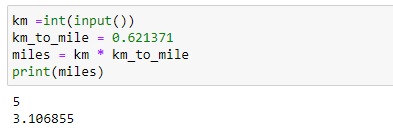 km =int(input())
km_to_mile = 0.621371
miles = km * km_to_mile
print(miles)
5
3.106855